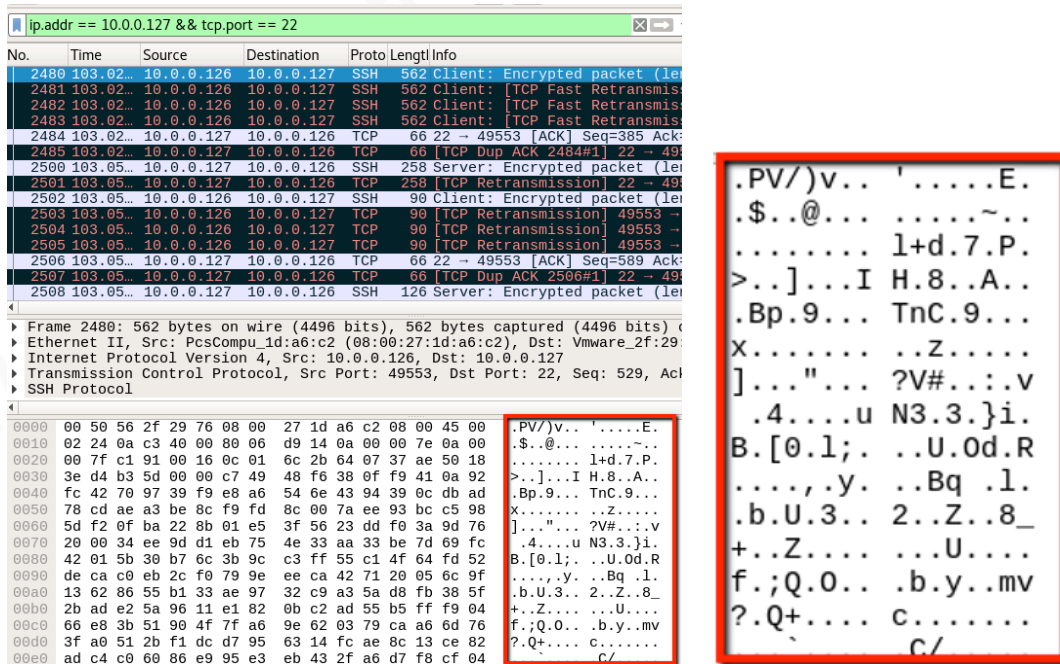 ip.addr == 10.0.0.127 && tcp.port == 22
No. Time Source Destination Proto Lengtl Info
2480 103.02… 10.0.0.126 10.0.0.127 SSH 562 Client: Encrypted packet (le
2481 103.02… 10.0.0.126 10.0.0.127 SSH 562 Client: [TCP Fast Retransmis
2482 103.02… 10.0.0.126 10.0.0.127 SSH 562 Client: [TCP Fast Retransmis
2483 103.02… 10.0.0.126 10.0.0.127 SSH 562 Client: [TCP Fast Retransmis
2484 103.02… 10.0.0.127 10.0.0.126 TCP 66 22 → 49553 [ACK] Seq=385 Ack=
2485 103.02… 10.0.0.127 10.0.0.126 TCP 66 [TCP Dup ACK 2484#1] 22 → 49
2500 103.05… 10.0.0.127 10.0.0.126 SSH 258 Server: Encrypted packet (le
2501 103.05… 10.0.0.127 10.0.0.126 TCP 258 [TCP Retransmission] 22 → 49
2502 103.05… 10.0.0.126 10.0.0.127 SSH 90 Client: Encrypted packet (le
2503 103.05… 10.0.0.126 10.0.0.127 TCP 90 [TCP Retransmission] 49553 →
2504 103.05… 10.0.0.126 10.0.0.127 TCP 90 [TCP Retransmission] 49553 →
2505 103.05… 10.0.0.126 10.0.0.127 TCP 90 [TCP Retransmission] 49553 →
2506 103.05… 10.0.0.127 10.0.0.126 TCP 66 22 → 49553 [ACK] Seq=589 Ack=
2507 103.05… 10.0.0.127 10.0.0.126 TCP 66 [TCP Dup ACK 2506#1] 22 → 49
2508 103.05… 10.0.0.127 10.0.0.126 SSH 126 Server: Encrypted packet (le
Frame 2480: 562 bytes on wire (4496 bits), 562 bytes captured (4496 bits)
Ethernet II, Src: PcsCompu_1d:a6:c2 (08:00:27:1d:a6:c2), Dst: Vmware_2f:29:
Internet Protocol Version 4, Src: 10.0.0.126, Dst: 10.0.0.127
Transmission Control Protocol, Src Port: 49553, Dst Port: 22, Seq: 529, Ack
SSH Protocol
0000 00 50 56 2f 29 76 08 00 27 1d a6 c2 08 00 45 00 .PV/)v.. '.....E.
0010 02 24 0a c3 40 00 80 06 d9 14 0a 00 00 7e 0a 00 .$..@... .....~..
0020 00 7f c1 91 00 16 0c 01 6c 2b 64 07 37 ae 50 18 ........ l+d.7.P.
0030 3e d4 b3 5d 00 00 c7 49 48 f6 38 0f f9 41 0a 92 >..]...I H.8..A..
0040 fc 42 70 97 39 f9 e8 a6 54 6e 43 94 39 0c db ad .Bp.9... TnC.9...
0050 78 cd ae a3 be 8c f9 fd 8c 00 7a ee 93 bc c5 98 x....... ..z.....
0060 5d f2 0f ba 22 8b 01 e5 3f 56 23 dd f0 3a 9d 76 ]..."... ?V#..:.v
0070 20 00 34 ee 9d d1 eb 75 4e 33 aa 33 be 7d 69 fc .4....u N3.3.}i.
0080 42 01 5b 30 b7 6c 3b 9c c3 ff 55 c1 4f 64 fd 52 B.[0.l;. ..U.Od.R
0090 de ca c0 eb 2c f0 79 9e ee ca 42 71 20 05 6c 9f ....,.y. ..Bq .l.
00a0 13 62 86 55 b1 33 ae 97 32 c9 a3 5a d8 fb 38 5f .b.U.3.. 2..Z..8_
00b0 2b ad e2 5a 96 11 e1 82 0b c2 ad 55 b5 ff f9 04 +..Z.... ...U....
00c0 66 e8 3b 51 90 4f 7f a6 9e 62 03 79 ca a6 6d 76 f.;Q.O.. .b.y..mv
00d0 3f a0 51 2b f1 dc d7 95 63 14 fc ae 8c 13 ce 82 ?.Q+.... c.......
00e0 ad c4 c0 60 86 e9 95 e3 eb 43 2f a6 d7 f8 cf 04 ...`.... .C/.....
.PV/)v.. '.....E.
.$..@... .....~..
........ l+d.7.P.
>..]...I H.8..A..
.Bp.9... TnC.9...
x....... ..z.....
]..."... ?V#..:.v
.4....u N3.3.}i.
B.[0.l;. ..U.Od.R
....,.y. ..Bq .l.
.b.U.3.. 2..Z..8_
+..Z.... ...U....
f.;Q.O.. .b.y..mv
?.Q+.... c.......